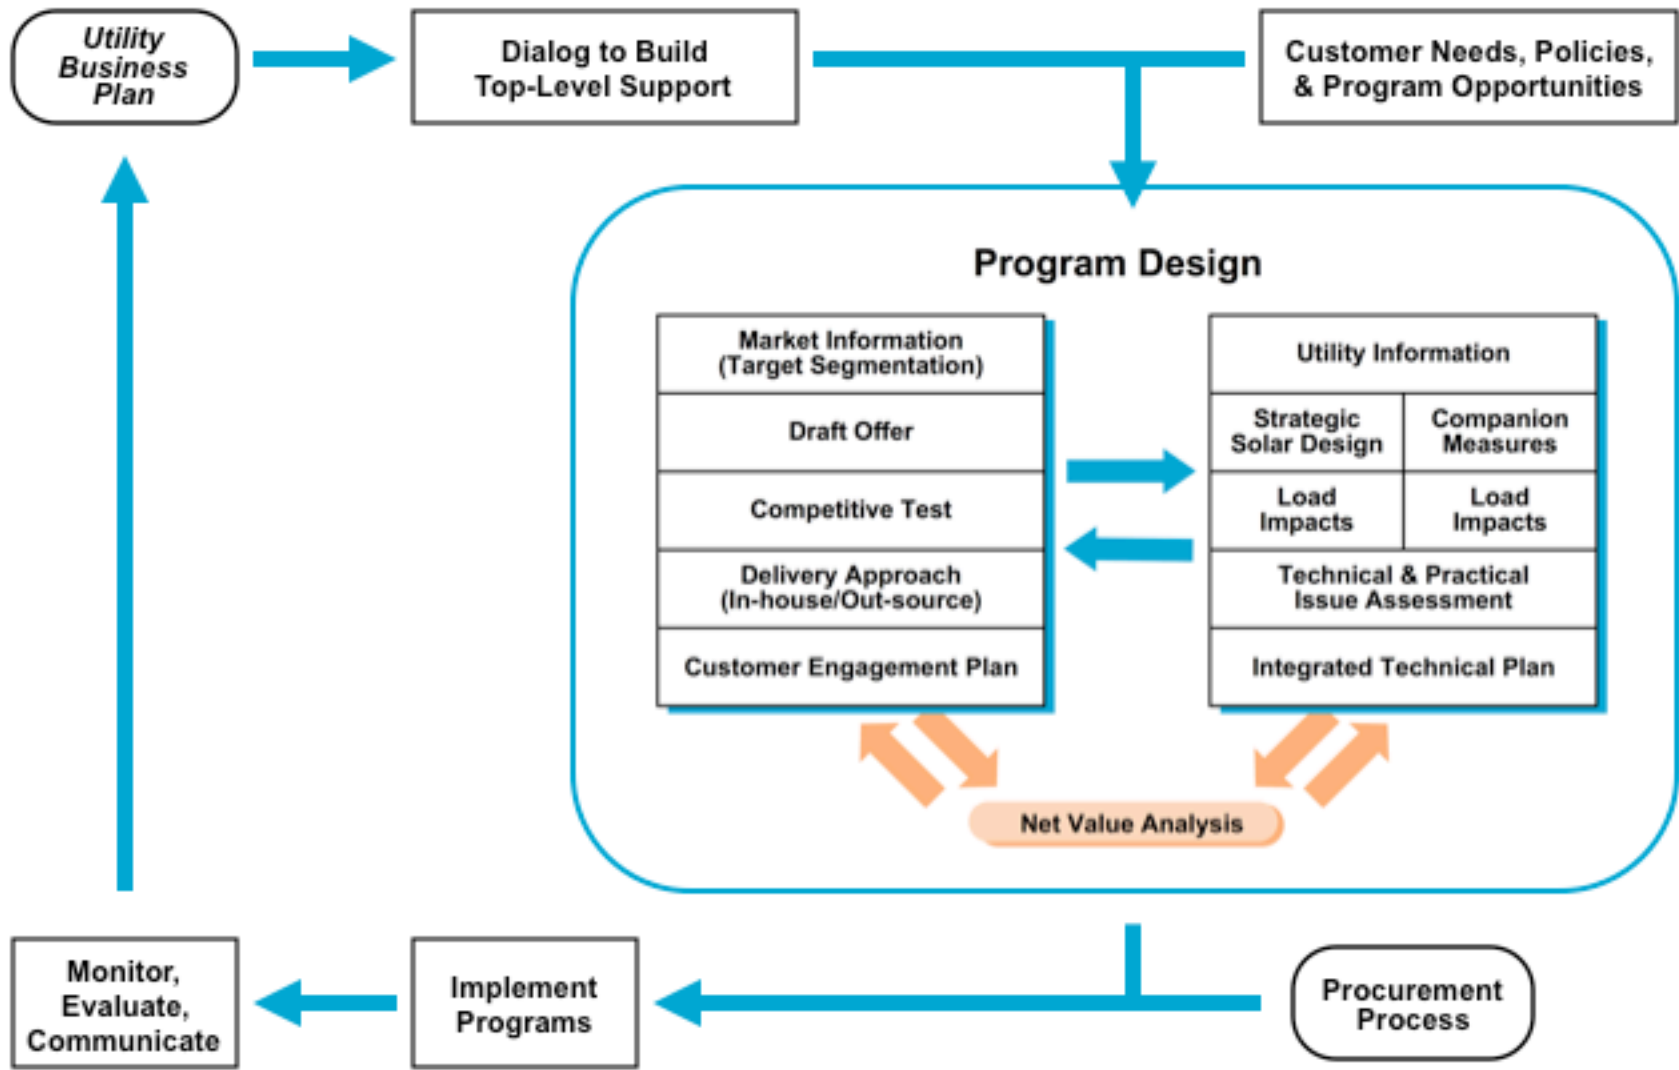 Utility
Business
Plan
Dialog to Build
Top-Level Support
Customer Needs, Policies,
& Program Opportunities
Program Design
Market Information
(Target Segmentation)
Draft Offer
Competitive Test
Delivery Approach
(In-house/Out-source)
Customer Engagement Plan
Utility Information
Strategic
Solar Design
Companion
Measures
Load
Impacts
Load
Impacts
Technical & Practical
Issue Assessment
Integrated Technical Plan
Net Value Analysis
Monitor,
Evaluate,
Communicate
Implement
Programs
Procurement
Process